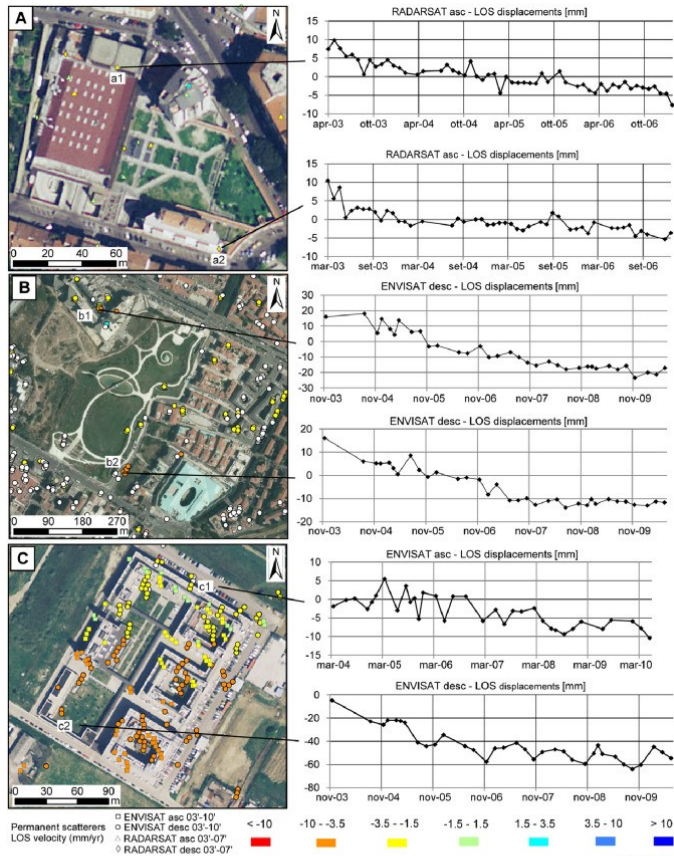 A
N
a1
a2
0 20 40 60
m
RADARSAT asc - LOS displacements [mm]
15
10
5
0
-5
-10
apr-03 ott-03 apr-04 ott-04 apr-05 ott-05 apr-06 ott-06
RADARSAT asc - LOS displacements [mm]
15
10
5
0
-5
-10
mar-03 set-03 mar-04 set-04 mar-05 set-05 mar-06 set-06
B
N
b1
b2
0 90 180 270
m
ENVISAT desc - LOS displacements [mm]
30
20
10
0
-10
-20
-30
nov-03 nov-04 nov-05 nov-06 nov-07 nov-08 nov-09
ENVISAT desc - LOS displacements [mm]
20
10
0
-10
-20
nov-03 nov-04 nov-05 nov-06 nov-07 nov-08 nov-09
C
N
c1
c2
0 30 60 90
m
ENVISAT asc - LOS displacements [mm]
10
5
0
-5
-10
-15
mar-04 mar-05 mar-06 mar-07 mar-08 mar-09 mar-10
ENVISAT desc - LOS displacements [mm]
0
-20
-40
-60
-80
nov-03 nov-04 nov-05 nov-06 nov-07 nov-08 nov-09
Permanent scatterers
LOS velocity (mm/yr)
ENVISAT asc 03'-10'
ENVISAT desc 03'-10'
RADARSAT asc 03'-07'
RADARSAT desc 03'-07'
< -10
-10 - -3.5
-3.5 - -1.5
-1.5 - 1.5
1.5 - 3.5
3.5 - 10
> 10